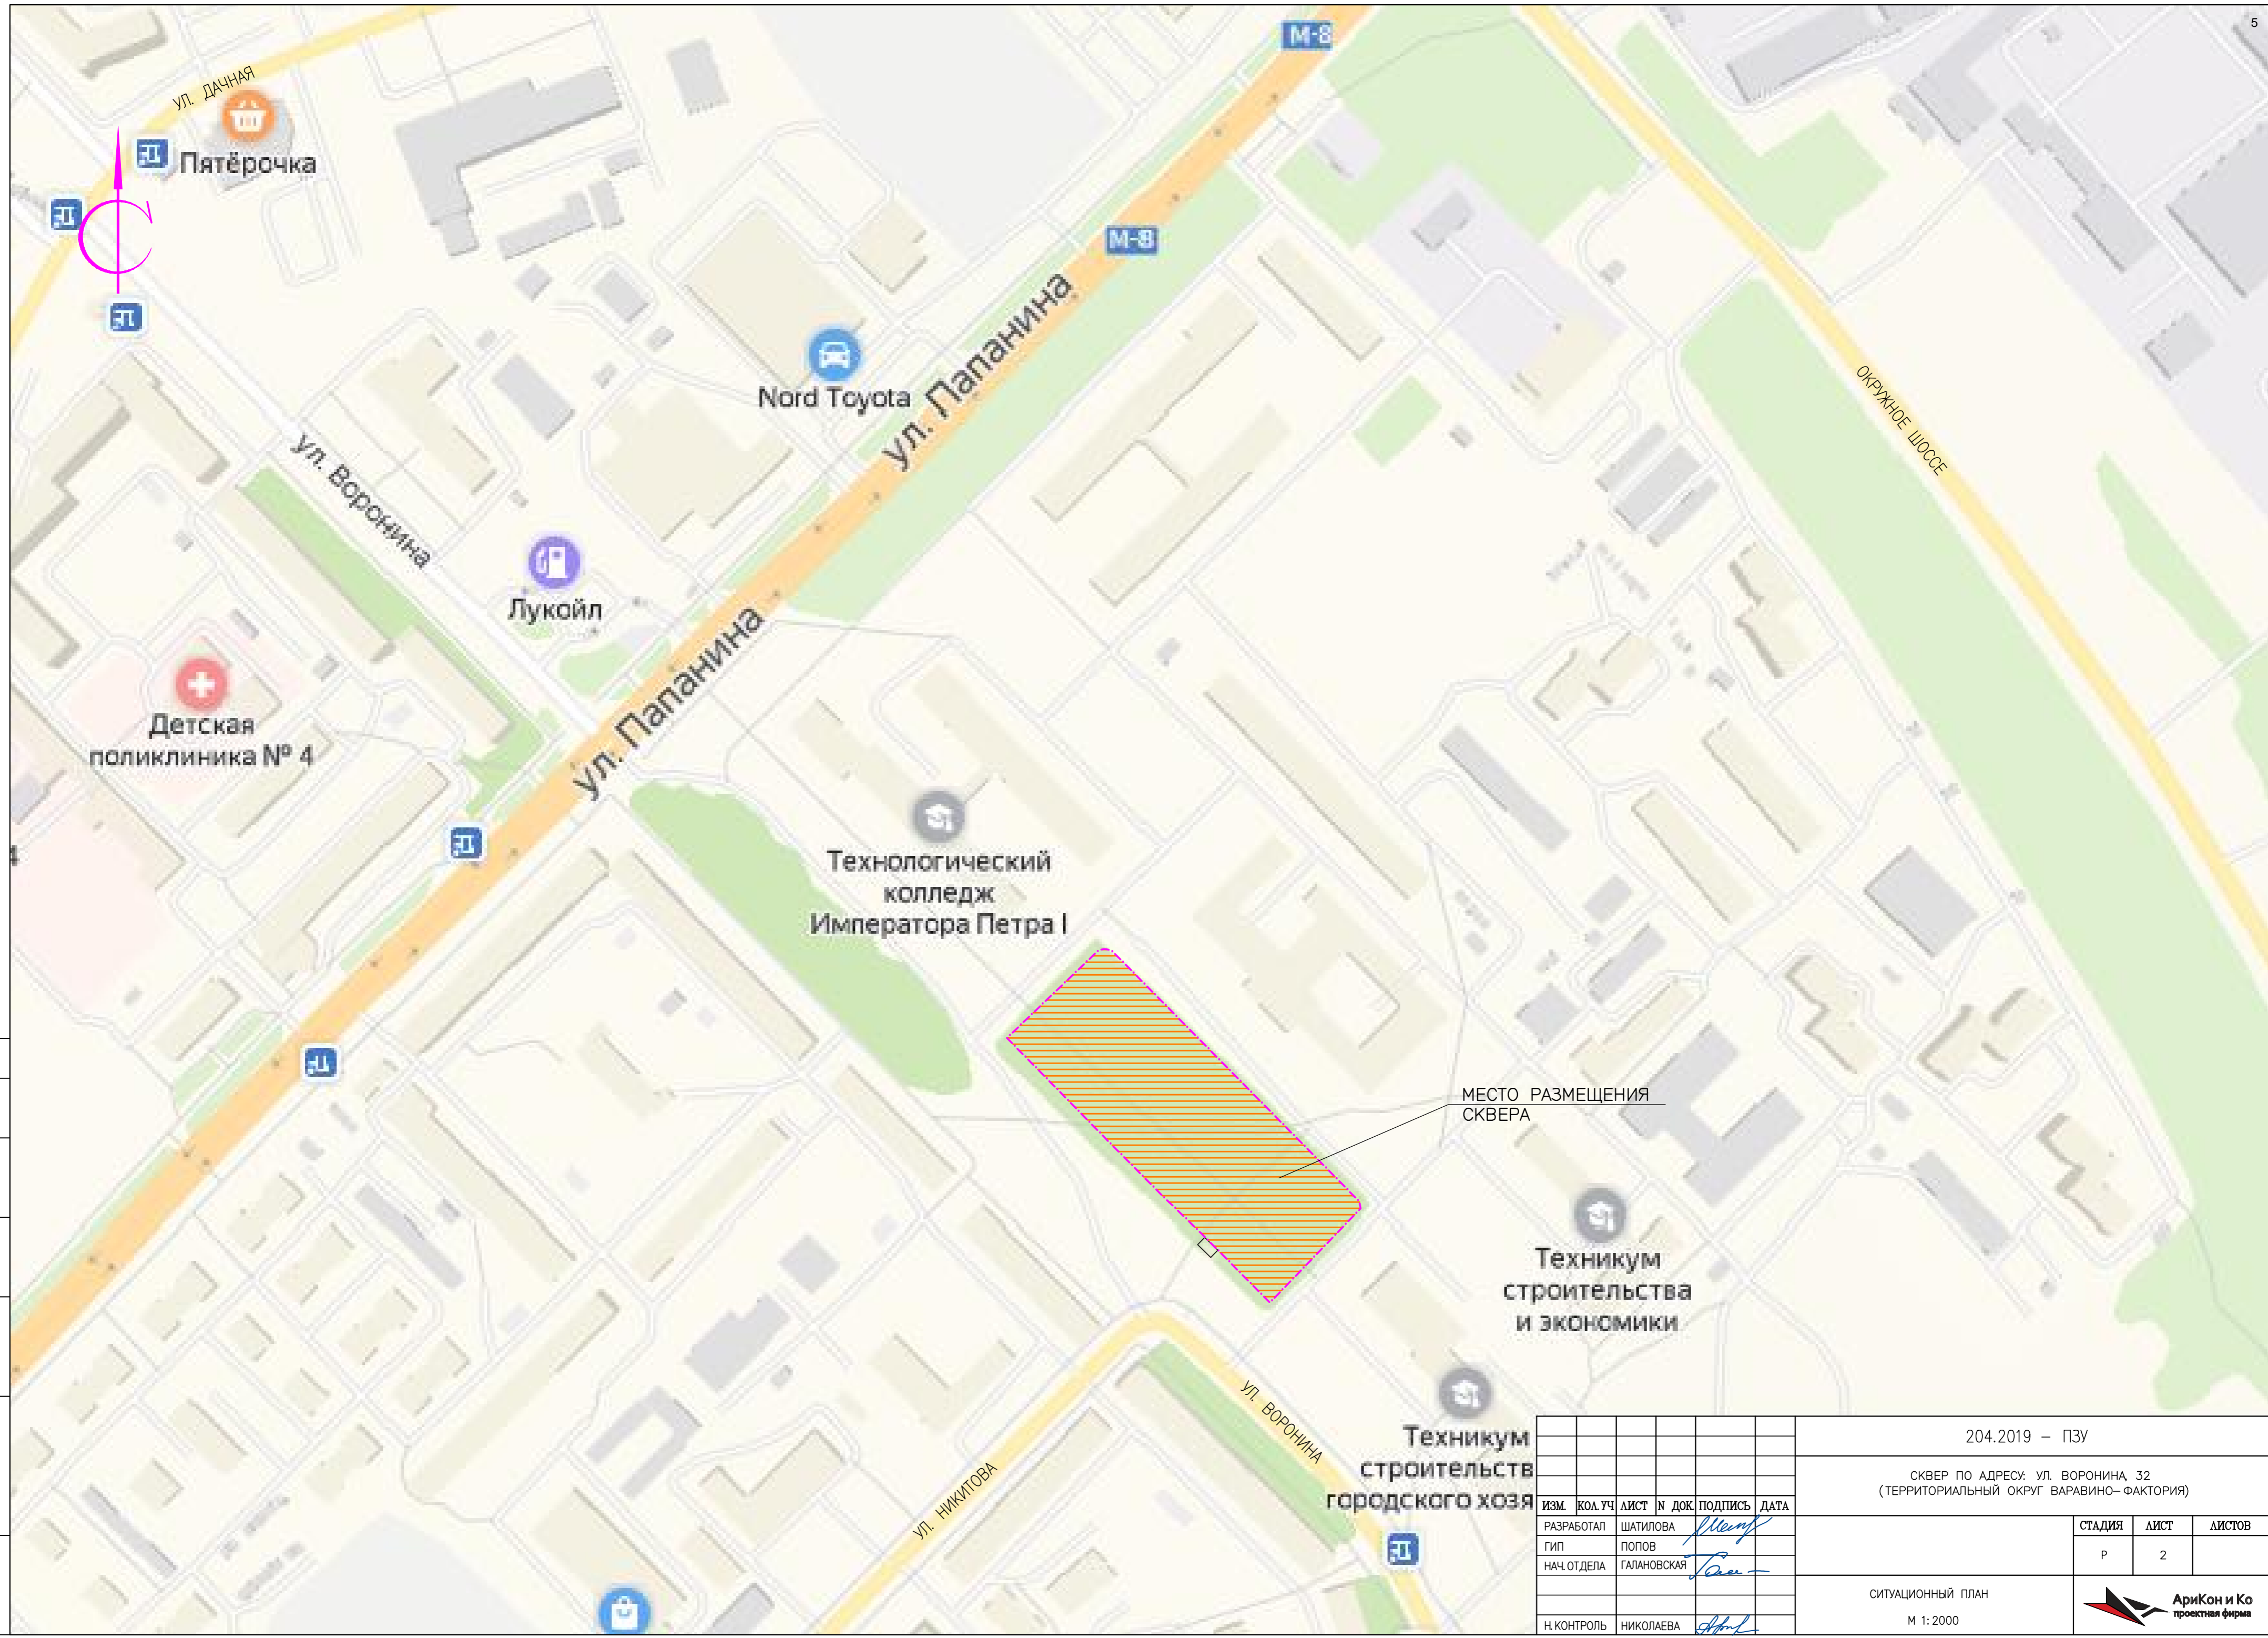 5
М-8
УЛ. ДАЧНАЯ
Пятёрочка
С
М-8
ул. Папанина
Nord Toyota
ОКРУЖНОЕ ШОССЕ
ул. Воронина
Лукойл
ул. Папанина
Детская
поликлиника № 4
4
Технологический
колледж
Императора Петра I
МЕСТО РАЗМЕЩЕНИЯ
СКВЕРА
Техникум
строительства
и экономики
УЛ. ВОРОНИНА
УЛ. НИКИТОВА
Техникум
строительств
городского хозя
204.2019 – ПЗУ
СКВЕР ПО АДРЕСУ: УЛ. ВОРОНИНА, 32
(ТЕРРИТОРИАЛЬНЫЙ ОКРУГ ВАРАВИНО–ФАКТОРИЯ)
ИЗМ. КОЛ.УЧ ЛИСТ N ДОК. ПОДПИСЬ ДАТА
РАЗРАБОТАЛ ШАТИЛОВА
ГИП ПОПОВ
НАЧ.ОТДЕЛА ГАЛАНОВСКАЯ
Н.КОНТРОЛЬ НИКОЛАЕВА
СТАДИЯ ЛИСТ ЛИСТОВ
Р 2
СИТУАЦИОННЫЙ ПЛАН
М 1:2000
АриКон и Ко
проектная фирма